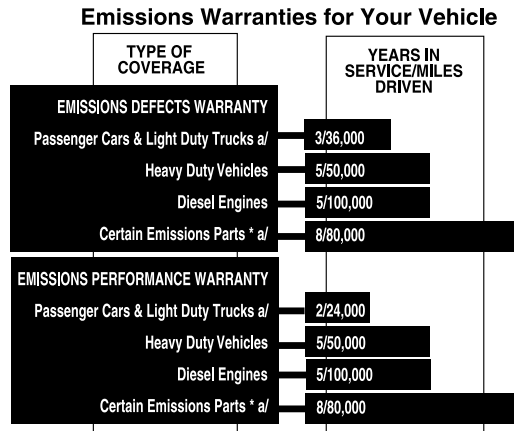 Emissions Warranties for Your Vehicle
TYPE OF
COVERAGE
YEARS IN
SERVICE/MILES
DRIVEN
EMISSIONS DEFECTS WARRANTY
Passenger Cars & Light Duty Trucks a/ 3/36,000
Heavy Duty Vehicles 5/50,000
Diesel Engines 5/100,000
Certain Emissions Parts * a/ 8/80,000
EMISSIONS PERFORMANCE WARRANTY
Passenger Cars & Light Duty Trucks a/ 2/24,000
Heavy Duty Vehicles 5/50,000
Diesel Engines 5/100,000
Certain Emissions Parts * a/ 8/80,000